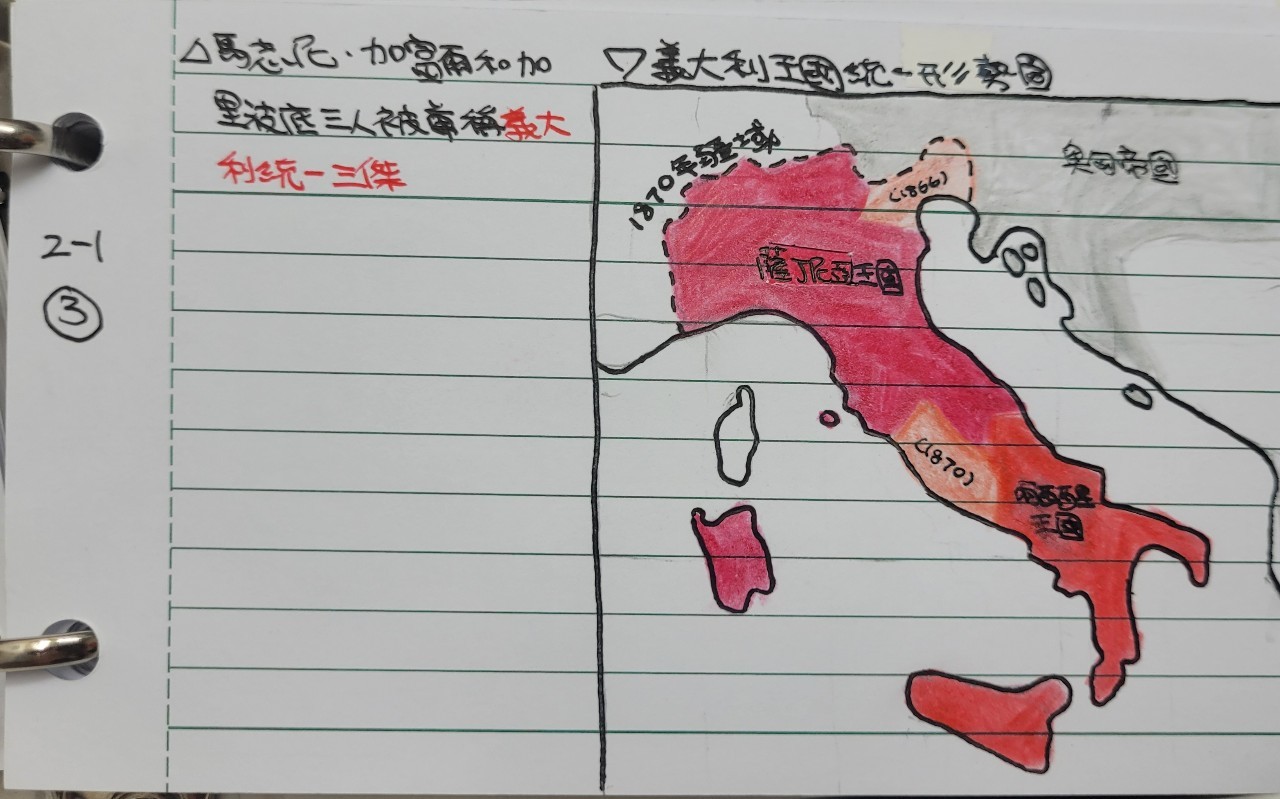 △馬志尼·加富爾和加
里波底三人被尊稱義大
利統一三傑
2-1
③
▽義大利王國統一形勢圖
1870年疆域
(1866)
奧匈帝國
薩丁尼亞王國
(1870)
兩西西里
王國